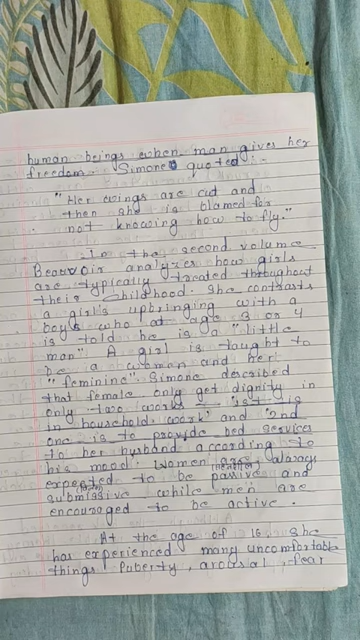 human beings when man gives her
freedom. Simone quoted :-
"Her wings are cut and
then she is blamed for
not knowing how to fly."
In the second volume
Beauvoir analyzes how girls
are typically treated throughout
their childhood. She contrasts
a girl's upbringing with a
boys who at age 3 or 4
is told he is a "little
man" A girl is taught to
be a woman and her
"feminine" Simone described
that female only get dignity in
only two works - 1st is
in household work' and '2nd
one is to provide bed services
to her husband according to
his mood. Women are always
expected to be passive and
submissive while men are
encouraged to be active.
At the age of 16, she
has experienced many uncomfortable
things. Puberty, arousal, fear